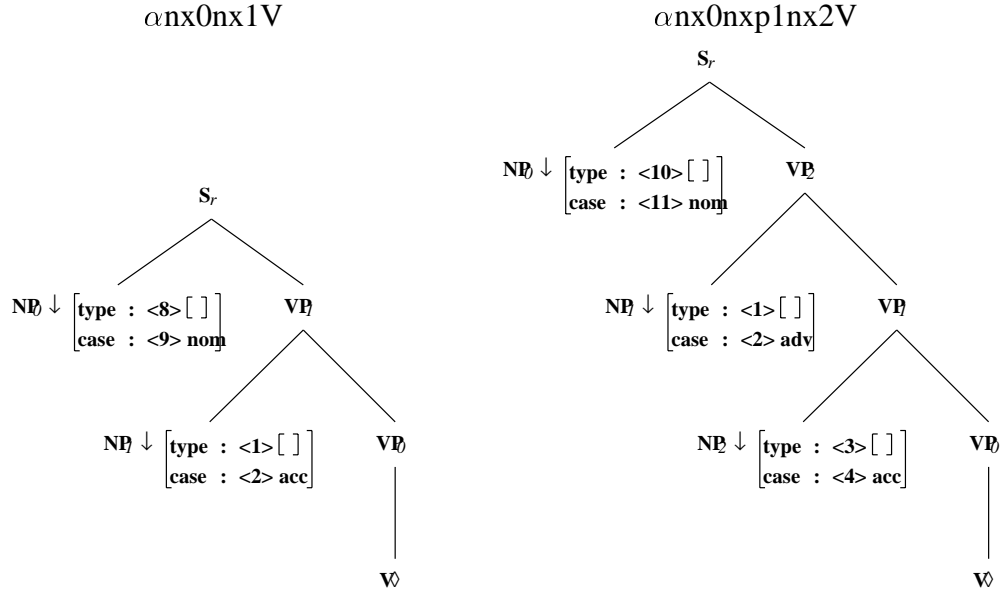 αnx0nx1V
S_r
NP_0 ↓ [type : <8> [ ]
case : <9> nom]
VP_1
NP_1 ↓ [type : <1> [ ]
case : <2> acc]
VP_0
V◊
αnx0nxp1nx2V
S_r
NP_0 ↓ [type : <10> [ ]
case : <11> nom]
VP_2
NP_1 ↓ [type : <1> [ ]
case : <2> adv]
VP_1
NP_2 ↓ [type : <3> [ ]
case : <4> acc]
VP_0
V◊